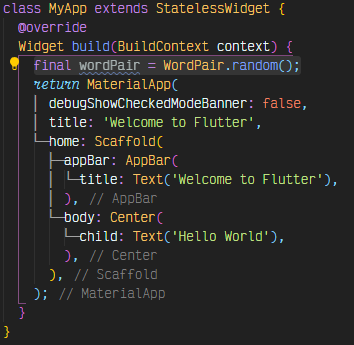 class MyApp extends StatelessWidget {
  @override
  Widget build(BuildContext context) {
    final wordPair = WordPair.random();
    return MaterialApp(
      debugShowCheckedModeBanner: false,
      title: 'Welcome to Flutter',
      home: Scaffold(
        appBar: AppBar(
          title: Text('Welcome to Flutter'),
        ), // AppBar
        body: Center(
          child: Text('Hello World'),
        ), // Center
      ), // Scaffold
    ); // MaterialApp
  }
}